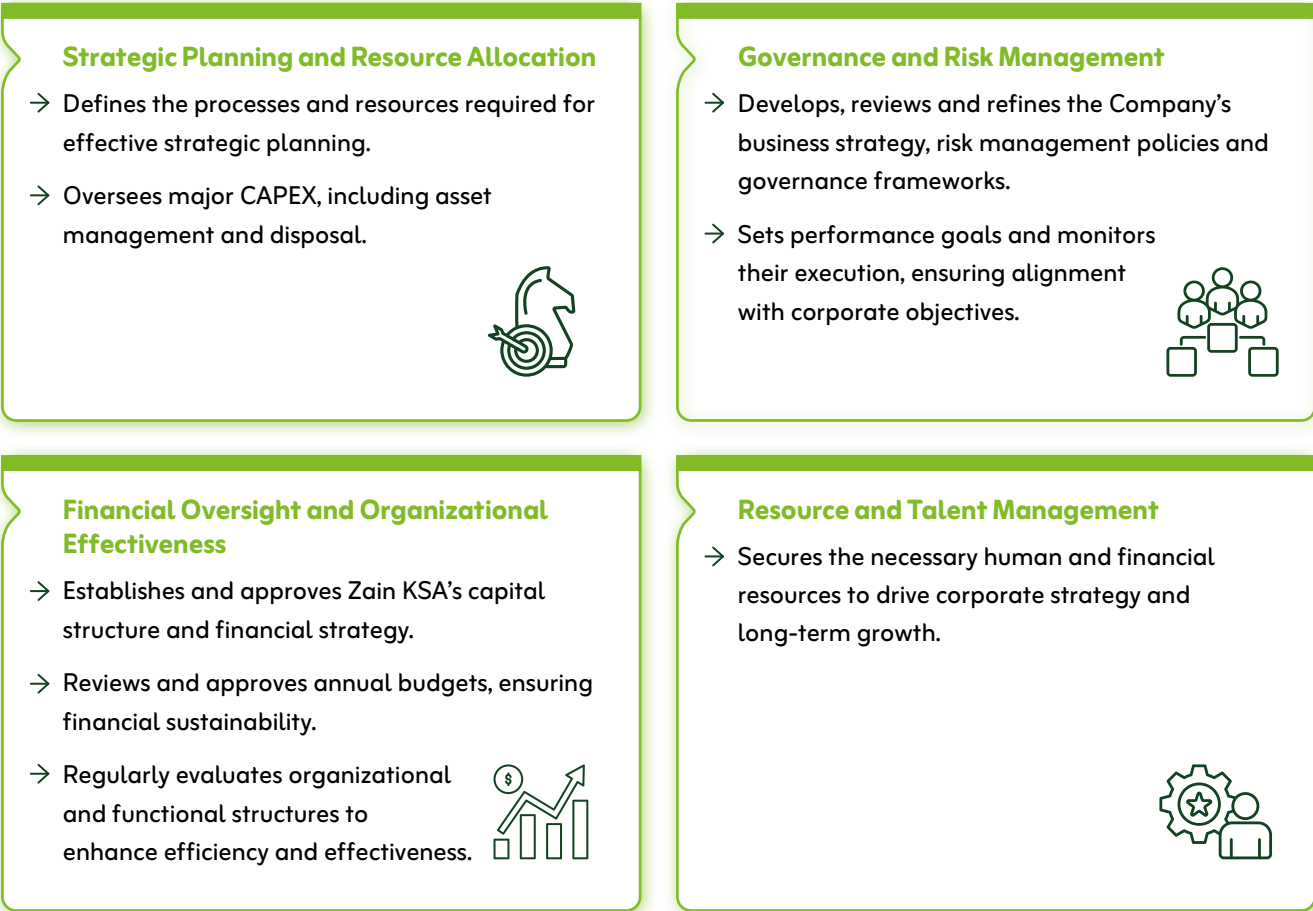 Strategic Planning and Resource Allocation
→ Defines the processes and resources required for
effective strategic planning.
→ Oversees major CAPEX, including asset
management and disposal.
Governance and Risk Management
→ Develops, reviews and refines the Company's
business strategy, risk management policies and
governance frameworks.
→ Sets performance goals and monitors
their execution, ensuring alignment
with corporate objectives.
Financial Oversight and Organizational
Effectiveness
→ Establishes and approves Zain KSA's capital
structure and financial strategy.
→ Reviews and approves annual budgets, ensuring
financial sustainability.
→ Regularly evaluates organizational
and functional structures to
enhance efficiency and effectiveness.
$
Resource and Talent Management
→ Secures the necessary human and financial
resources to drive corporate strategy and
long-term growth.